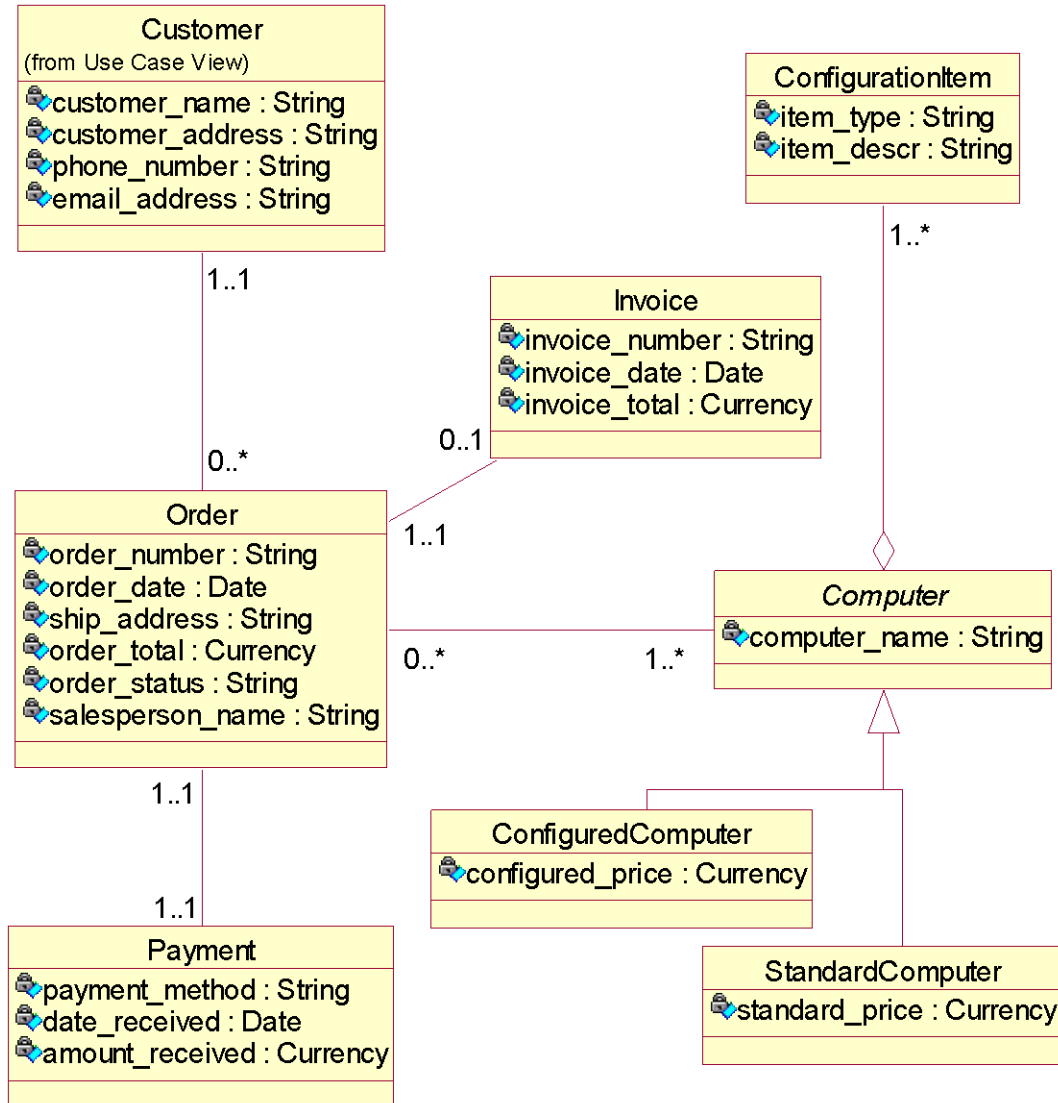 Customer
(from Use Case View)
customer_name : String
customer_address : String
phone_number : String
email_address : String
ConfigurationItem
item_type : String
item_descr : String
1..1
1..*
Invoice
invoice_number : String
invoice_date : Date
invoice_total : Currency
0..1
0..*
Order
order_number : String
order_date : Date
ship_address : String
order_total : Currency
order_status : String
salesperson_name : String
1..1
Computer
computer_name : String
0..*
1..*
1..1
ConfiguredComputer
configured_price : Currency
1..1
Payment
payment_method : String
date_received : Date
amount_received : Currency
StandardComputer
standard_price : Currency